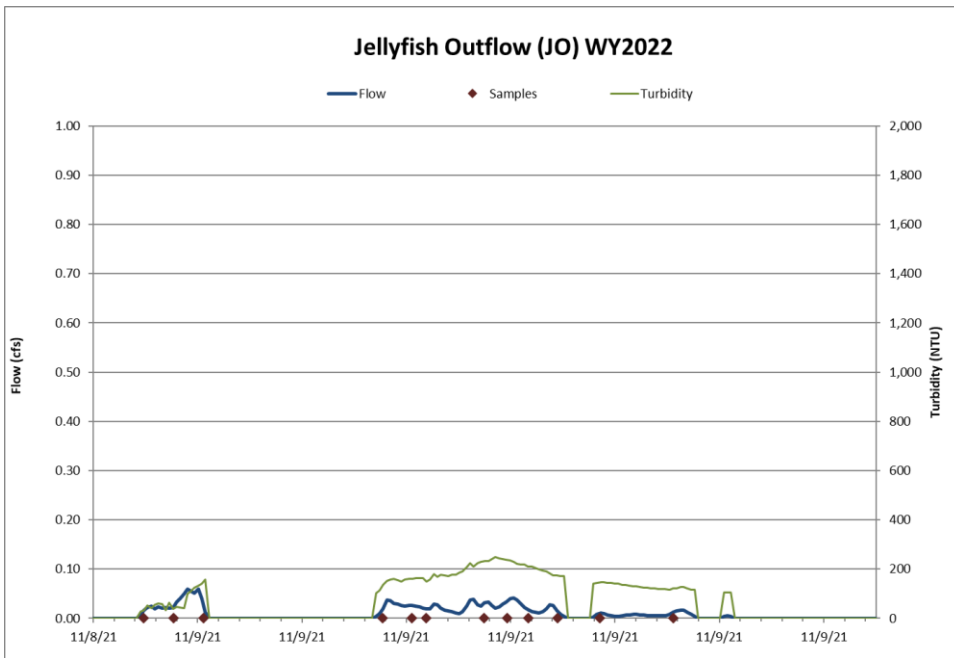 Jellyfish Outflow (JO) WY2022
Flow Samples Turbidity
1.00 2,000
0.90 1,800
0.80 1,600
0.70 1,400
0.60 1,200
0.50 1,000
0.40 800
0.30 600
0.20 400
0.10 200
0.00 0
Flow (cfs)
Turbidity (NTU)
11/8/21 11/9/21 11/9/21 11/9/21 11/9/21 11/9/21 11/9/21 11/9/21